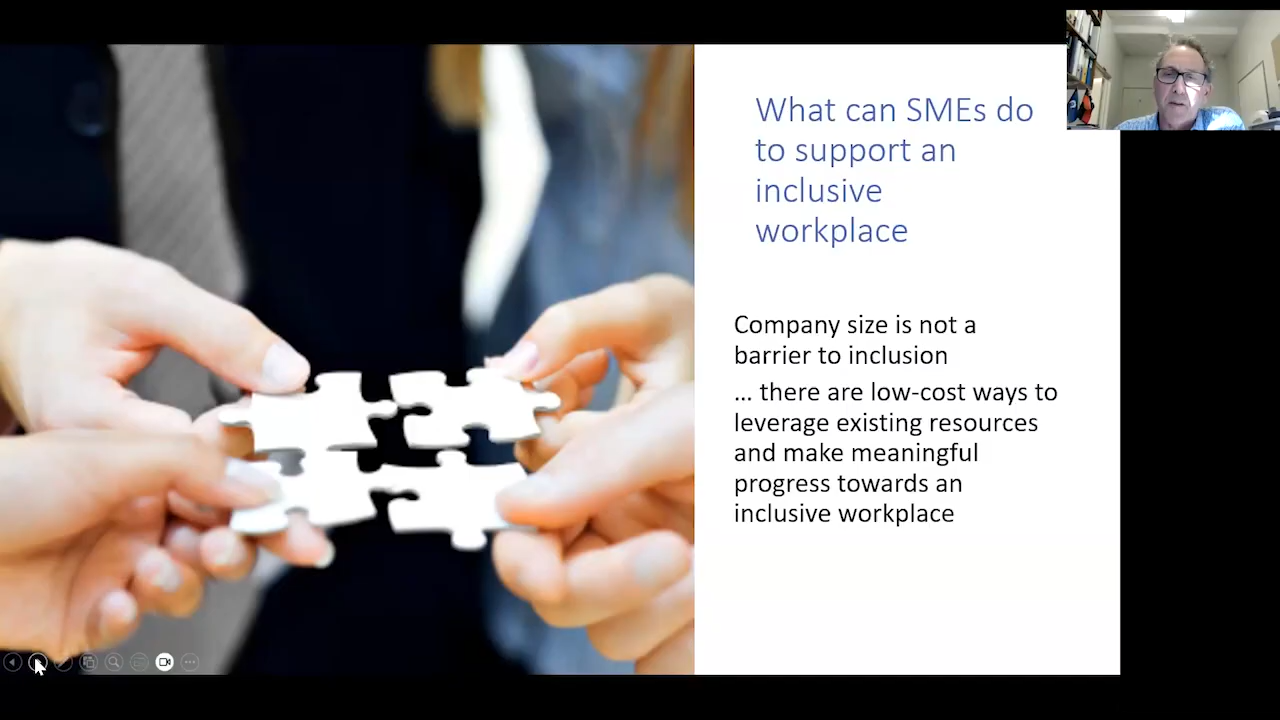 What can SMEs do
to support an
inclusive
workplace
Company size is not a
barrier to inclusion
... there are low-cost ways to
leverage existing resources
and make meaningful
progress towards an
inclusive workplace